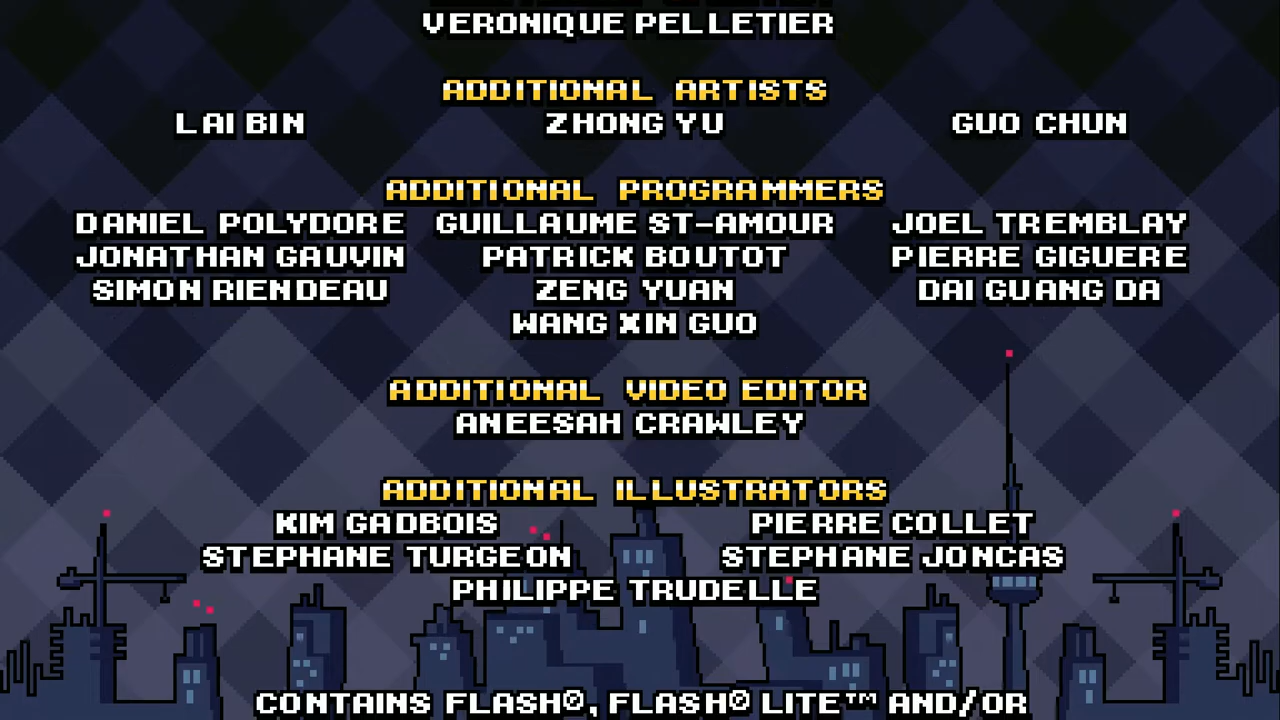 VERONIQUE PELLETIER
ADDITIONAL ARTISTS
LAI BIN ZHONG YU GUO CHUN
ADDITIONAL PROGRAMMERS
DANIEL POLYDORE GUILLAUME ST-AMOUR JOEL TREMBLAY
JONATHAN GAUVIN PATRICK BOUTOT PIERRE GIGUERE
SIMON RIENDEAU ZENG YUAN DAI GUANG DA
WANG XIN GUO
ADDITIONAL VIDEO EDITOR
ANEESAH CRAWLEY
ADDITIONAL ILLUSTRATORS
KIM GADBOIS PIERRE COLLET
STEPHANE TURGEON STEPHANE JONCAS
PHILIPPE TRUDELLE
CONTAINS FLASH®, FLASH® LITE™ AND/OR